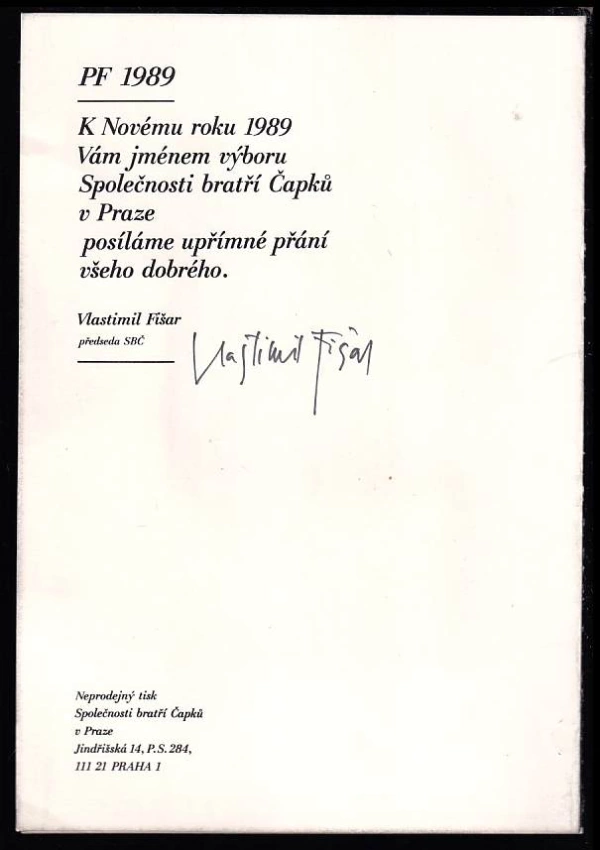 PF 1989
K Novému roku 1989
Vám jménem výboru
Společnosti bratří Čapků
v Praze
posíláme upřímné přání
všeho dobrého.
Vlastimil Fišar
předseda SBČ
Vlastimil Fišar
Neprodejný tisk
Společnosti bratří Čapků
v Praze
Jindřišská 14, P.S. 284,
111 21 PRAHA 1